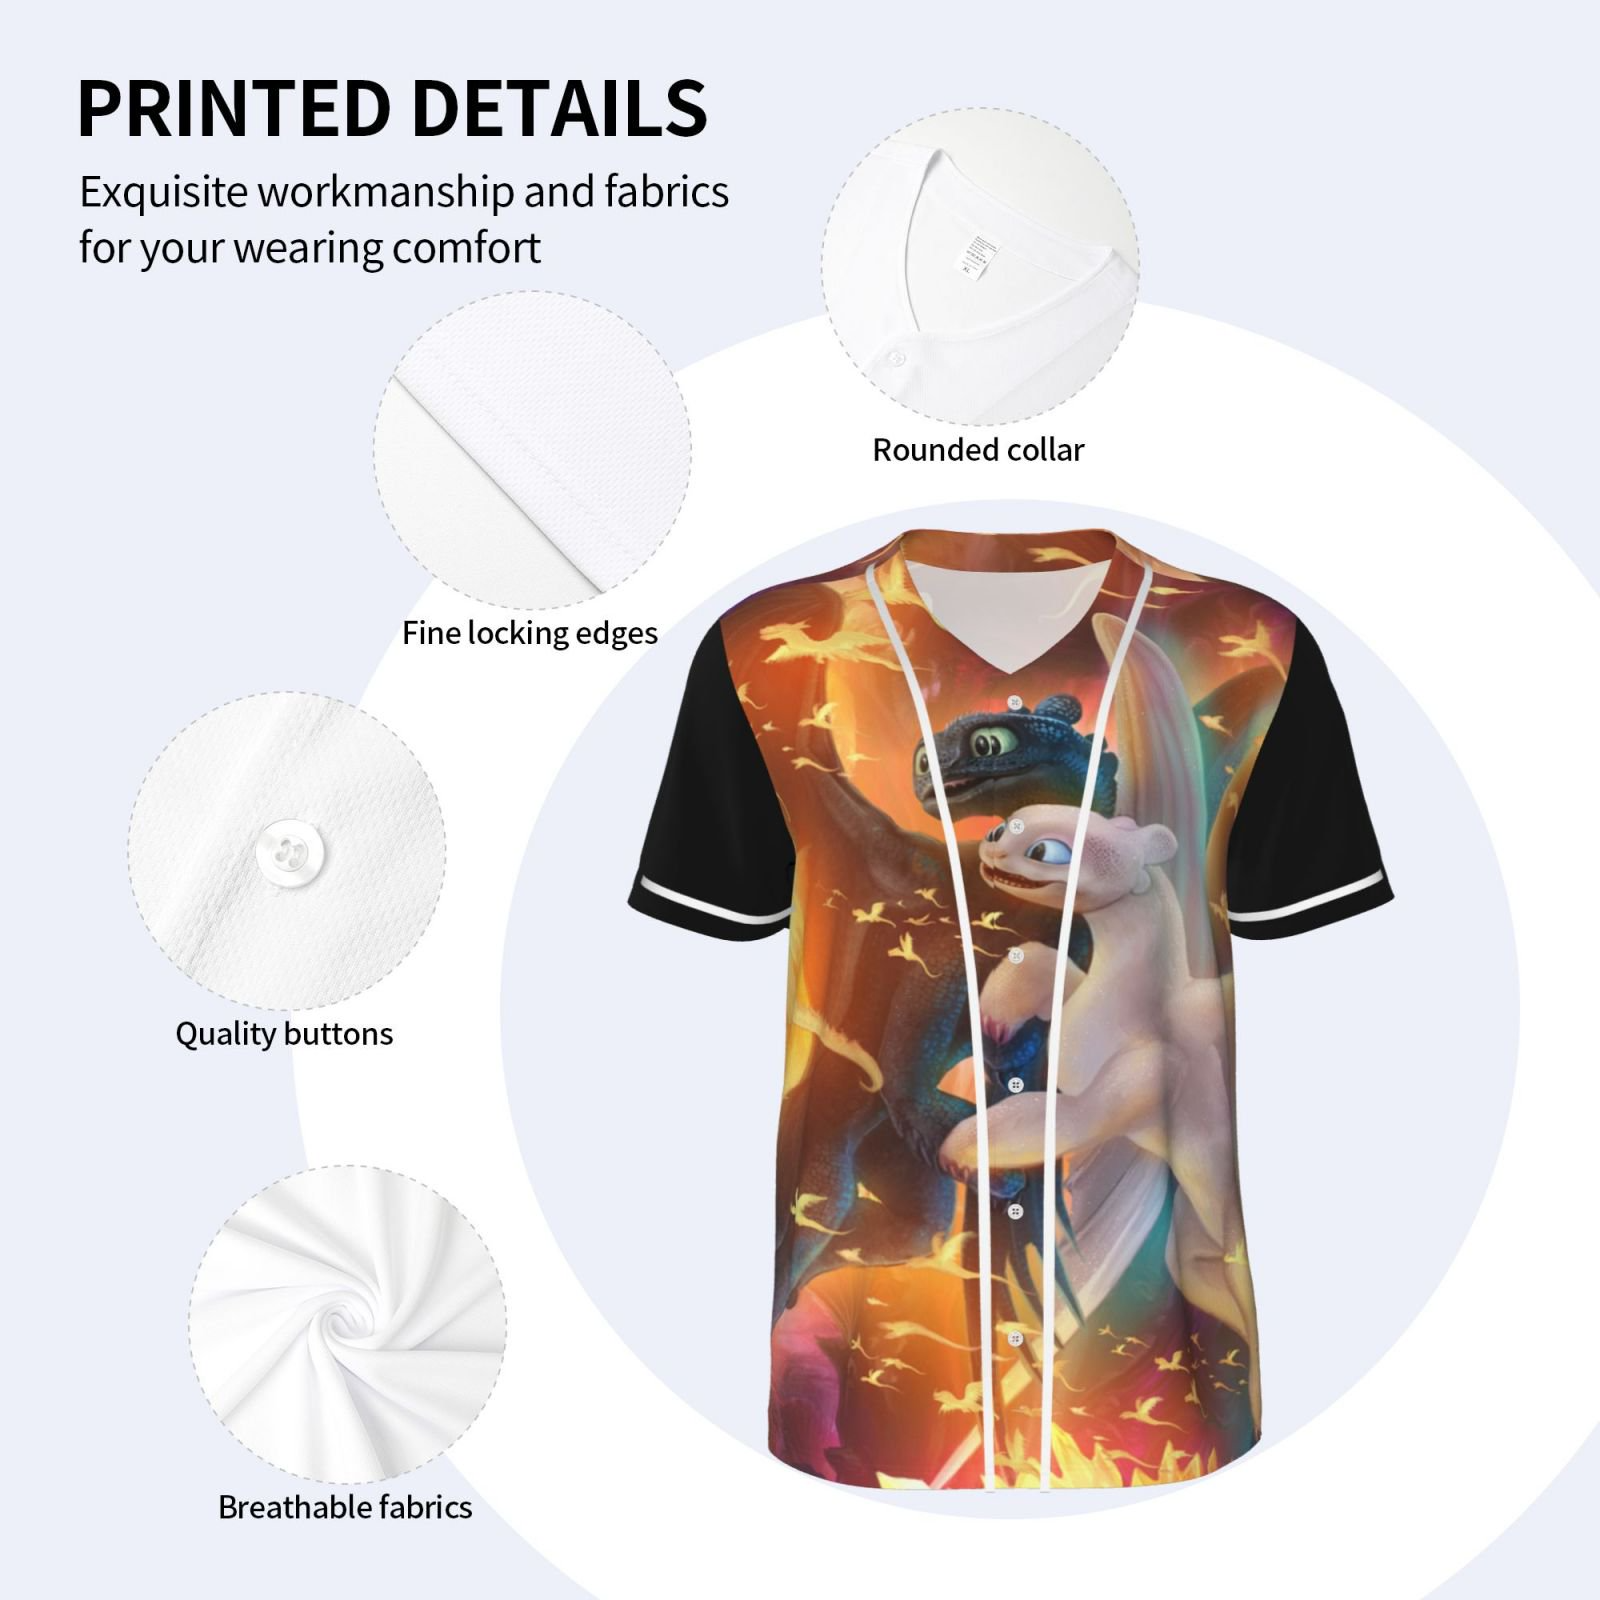 PRINTED DETAILS
Exquisite workmanship and fabrics
for your wearing comfort
Rounded collar
XL
Fine locking edges
Quality buttons
Breathable fabrics